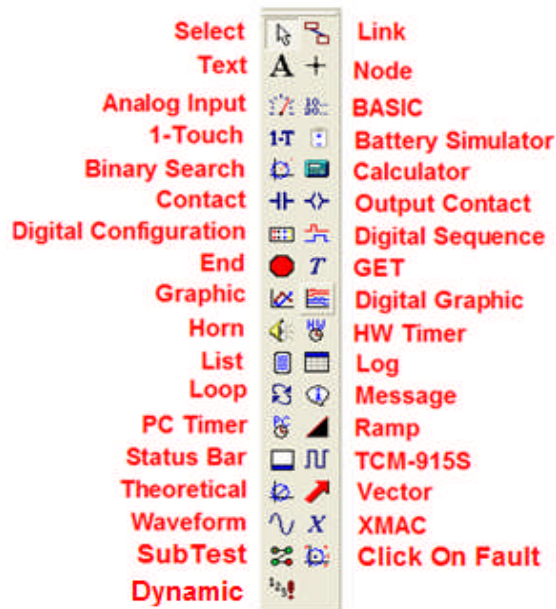 Select Link
Text A Node
Analog Input BASIC
1-Touch 1-T Battery Simulator
Binary Search Calculator
Contact Output Contact
Digital Configuration Digital Sequence
End T GET
Graphic Digital Graphic
Horn HW HW Timer
List Log
Loop Message
PC Timer PC Ramp
Status Bar TCM-915S
Theoretical Vector
Waveform X XMAC
SubTest Click On Fault
Dynamic 123!